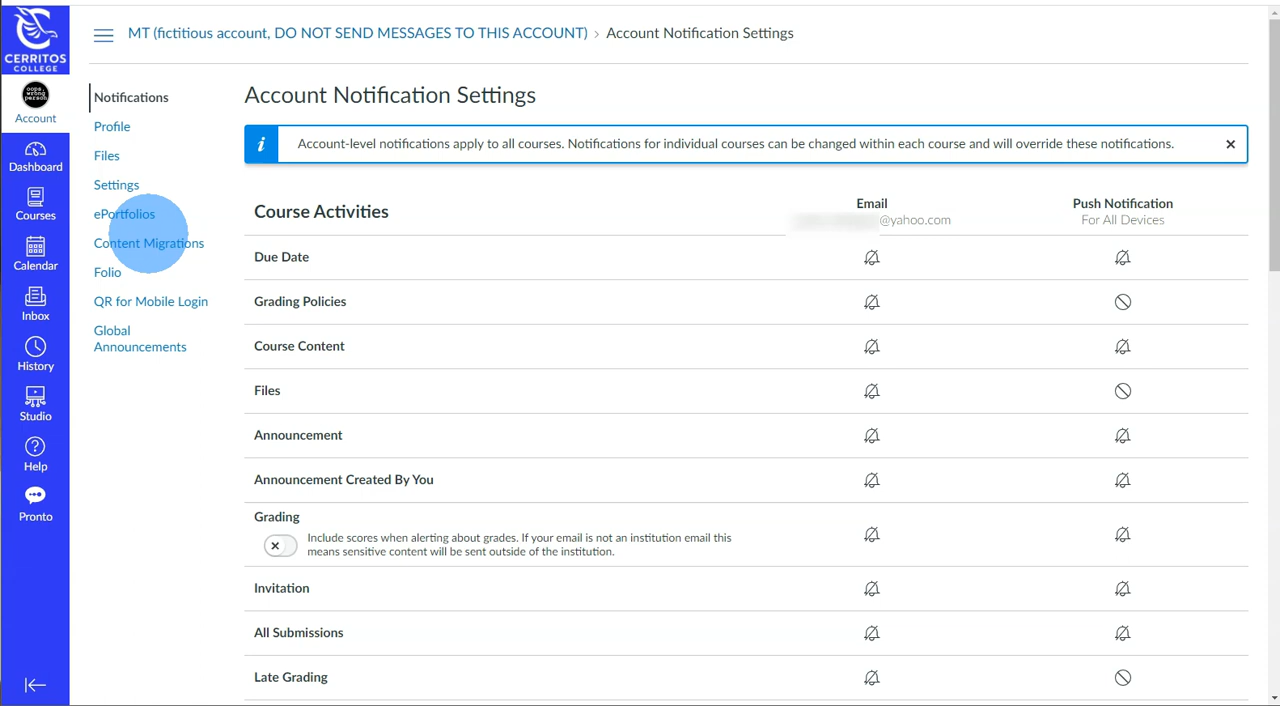 CERRITOS
COLLEGE
oops,
wrong
person
Account
Dashboard
Courses
Calendar
Inbox
History
Studio
Help
Pronto
MT (fictitious account, DO NOT SEND MESSAGES TO THIS ACCOUNT) › Account Notification Settings
Notifications
Profile
Files
Settings
ePortfolios
Content Migrations
Folio
QR for Mobile Login
Global
Announcements
Account Notification Settings
i Account-level notifications apply to all courses. Notifications for individual courses can be changed within each course and will override these notifications.
Course Activities
Email
@yahoo.com
Push Notification
For All Devices
Due Date
Grading Policies
Course Content
Files
Announcement
Announcement Created By You
Grading
Include scores when alerting about grades. If your email is not an institution email this
means sensitive content will be sent outside of the institution.
Invitation
All Submissions
Late Grading